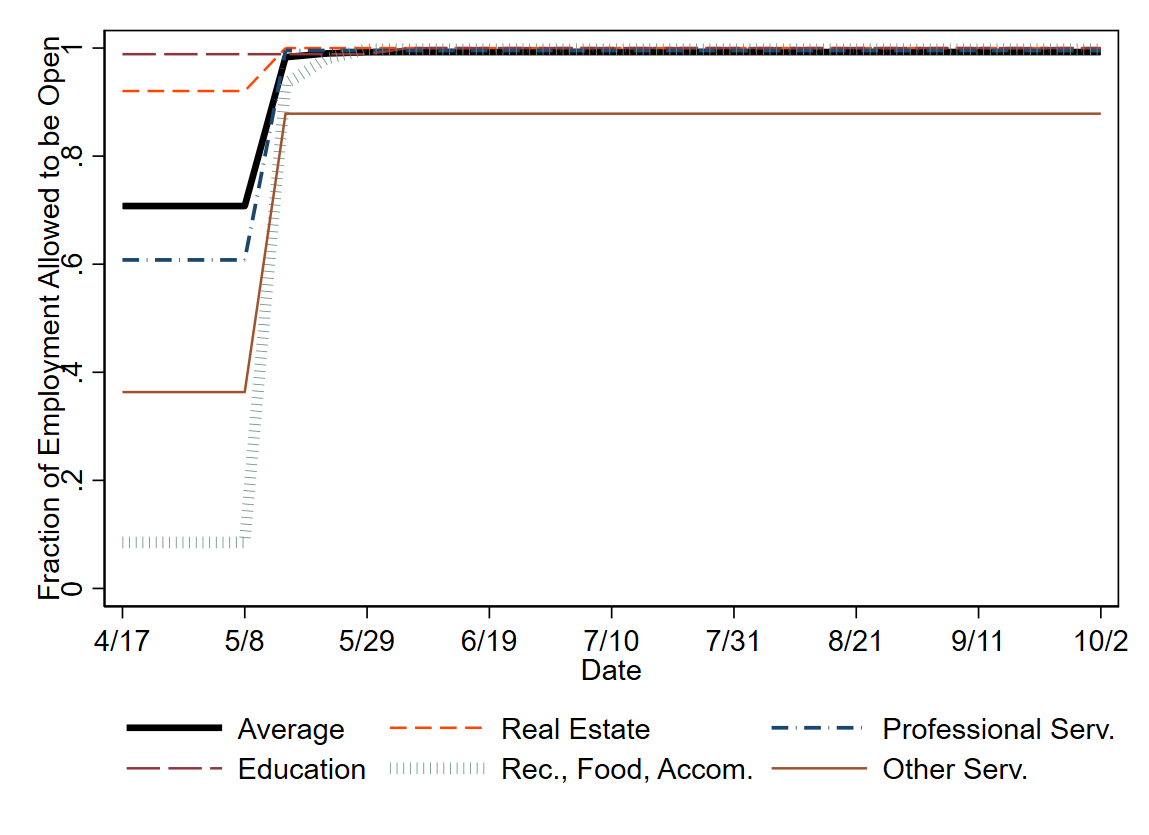 Fraction of Employment Allowed to be Open
1
.8
.6
.4
.2
0
4/17 5/8 5/29 6/19 7/10 7/31 8/21 9/11 10/2
Date
Average Real Estate Professional Serv.
Education Rec., Food, Accom. Other Serv.